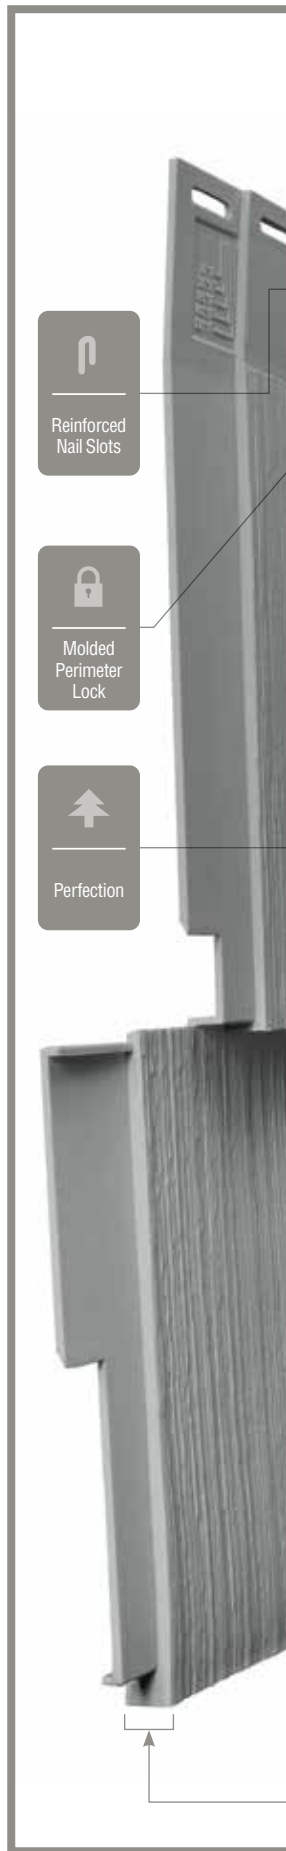 Reinforced
Nail Slots
Molded
Perimeter
Lock
Perfection